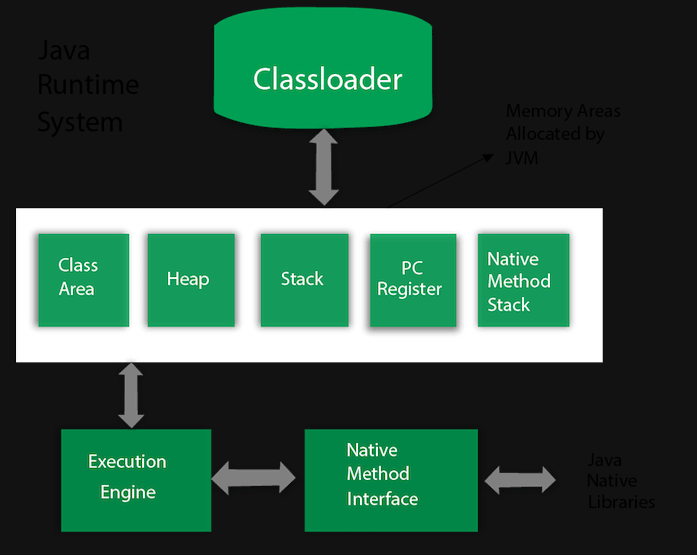 Java
Runtime
System
Classloader
Memory Areas
Allocated by
JVM
Class
Area
Heap
Stack
PC
Register
Native
Method
Stack
Execution
Engine
Native
Method
Interface
Java
Native
Libraries